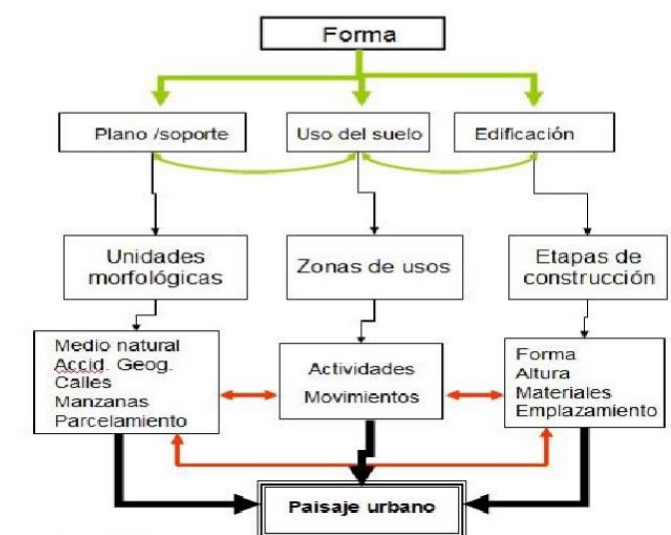 Forma
Plano /soporte
Uso del suelo
Edificación
Unidades
morfológicas
Zonas de usos
Etapas de
construcción
Medio natural
Accid. Geog.
Calles
Manzanas
Parcelamiento
Actividades
Movimientos
Forma
Altura
Materiales
Emplazamiento
Paisaje urbano